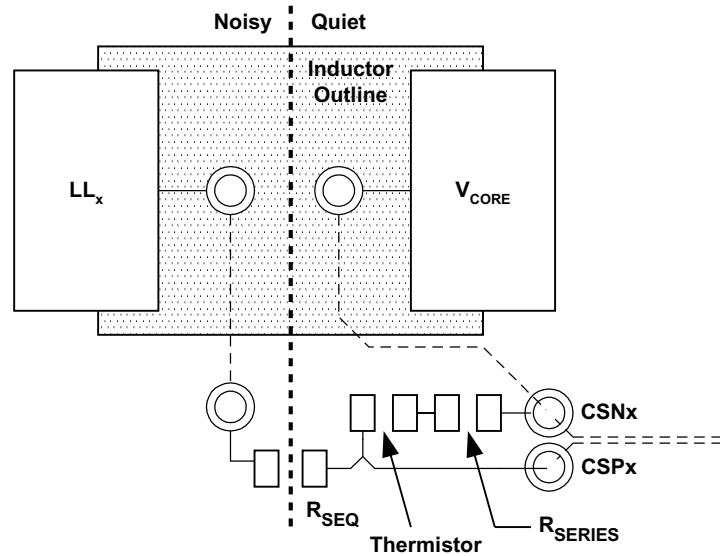 Noisy Quiet
Inductor
Outline
LLx
VCORE
CSNx
CSPx
RSEQ
RSERIES
Thermistor